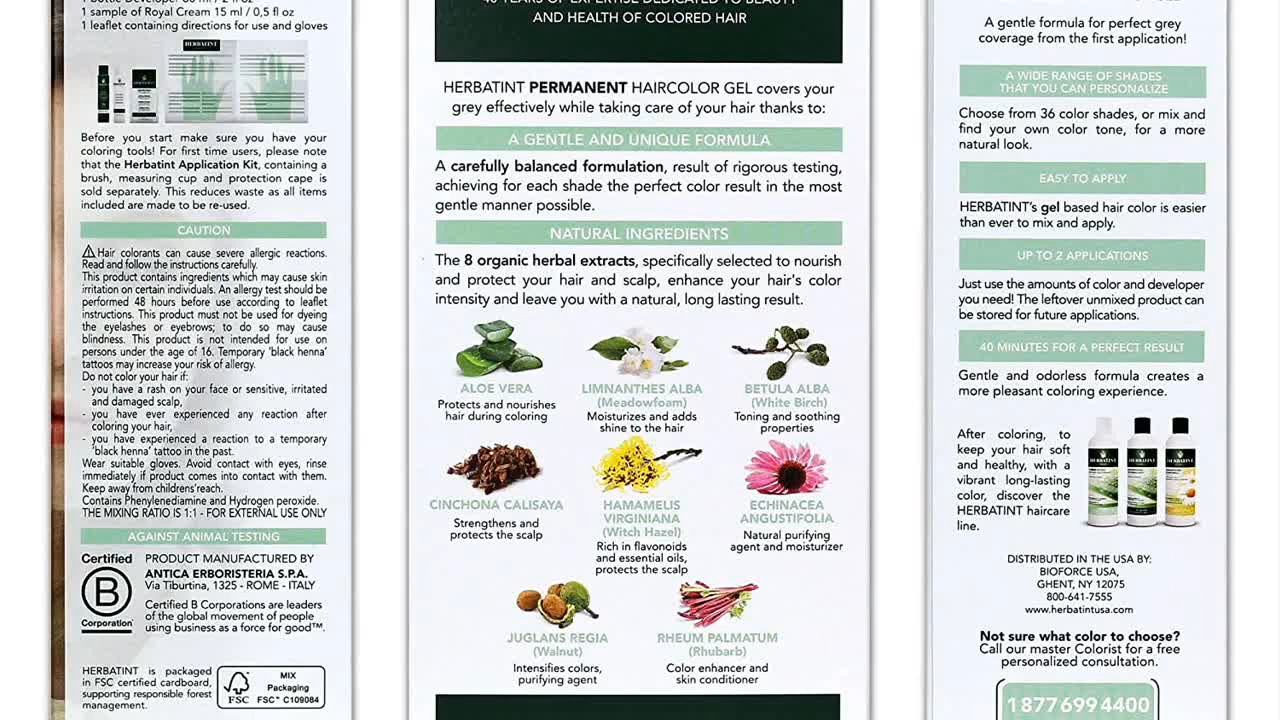 1 sample of Royal Cream 15 ml / 0,5 fl oz
1 leaflet containing directions for use and gloves
HERBATINT
Before you start make sure you have your
coloring tools! For first time users, please note
that the Herbatint Application Kit, containing a
brush, measuring cup and protection cape is
sold separately. This reduces waste as all items
included are made to be re-used.
CAUTION
Hair colorants can cause severe allergic reactions.
Read and follow the instructions carefully.
This product contains ingredients which may cause skin
irritation on certain individuals. An allergy test should be
performed 48 hours before use according to leaflet
instructions. This product must not be used for dyeing
the eyelashes or eyebrows; to do so may cause
blindness. This product is not intended for use on
persons under the age of 16. Temporary 'black henna'
tattoos may increase your risk of allergy.
Do not color your hair if:
- you have a rash on your face or sensitive, irritated
and damaged scalp,
- you have ever experienced any reaction after
coloring your hair,
- you have experienced a reaction to a temporary
'black henna' tattoo in the past.
Wear suitable gloves. Avoid contact with eyes, rinse
immediately if product comes into contact with them.
Keep away from childrens'reach.
Contains Phenylenediamine and Hydrogen peroxide.
THE MIXING RATIO IS 1:1 - FOR EXTERNAL USE ONLY
AGAINST ANIMAL TESTING
Certified
B
Corporation
PRODUCT MANUFACTURED BY
ANTICA ERBORISTERIA S.P.A.
Via Tiburtina, 1325 - ROME - ITALY
Certified B Corporations are leaders
of the global movement of people
using business as a force for good™.
HERBATINT is packaged
in FSC certified cardboard,
supporting responsible forest
management.
FSC
MIX
Packaging
FSC™ C109084
40 YEARS OF EXPERTISE DEDICATED TO BEAUTY
AND HEALTH OF COLORED HAIR
HERBATINT PERMANENT HAIRCOLOR GEL covers your
grey effectively while taking care of your hair thanks to:
A GENTLE AND UNIQUE FORMULA
A carefully balanced formulation, result of rigorous testing,
achieving for each shade the perfect color result in the most
gentle manner possible.
NATURAL INGREDIENTS
The 8 organic herbal extracts, specifically selected to nourish
and protect your hair and scalp, enhance your hair's color
intensity and leave you with a natural, long lasting result.
ALOE VERA
Protects and nourishes
hair during coloring
LIMNANTHES ALBA
(Meadowfoam)
Moisturizes and adds
shine to the hair
BETULA ALBA
(White Birch)
Toning and soothing
properties
CINCHONA CALISAYA
Strengthens and
protects the scalp
HAMAMELIS
VIRGINIANA
(Witch Hazel)
Rich in flavonoids
and essential oils,
protects the scalp
ECHINACEA
ANGUSTIFOLIA
Natural purifying
agent and moisturizer
JUGLANS REGIA
(Walnut)
Intensifies colors,
purifying agent
RHEUM PALMATUM
(Rhubarb)
Color enhancer and
skin conditioner
A gentle formula for perfect grey
coverage from the first application!
A WIDE RANGE OF SHADES
THAT YOU CAN PERSONALIZE
Choose from 36 color shades, or mix and
find your own color tone, for a more
natural look.
EASY TO APPLY
HERBATINT's gel based hair color is easier
than ever to mix and apply.
UP TO 2 APPLICATIONS
Just use the amounts of color and developer
you need! The leftover unmixed product can
be stored for future applications.
40 MINUTES FOR A PERFECT RESULT
Gentle and odorless formula creates a
more pleasant coloring experience.
After coloring, to
keep your hair soft
and healthy, with a
vibrant long-lasting
color, discover the
HERBATINT haircare
line.
HERBATINT
HERBATINT
HERBATINT
DISTRIBUTED IN THE USA BY:
BIOFORCE USA,
GHENT, NY 12075
800-641-7555
www.herbatintusa.com
Not sure what color to choose?
Call our master Colorist for a free
personalized consultation.
1 877 699 4400